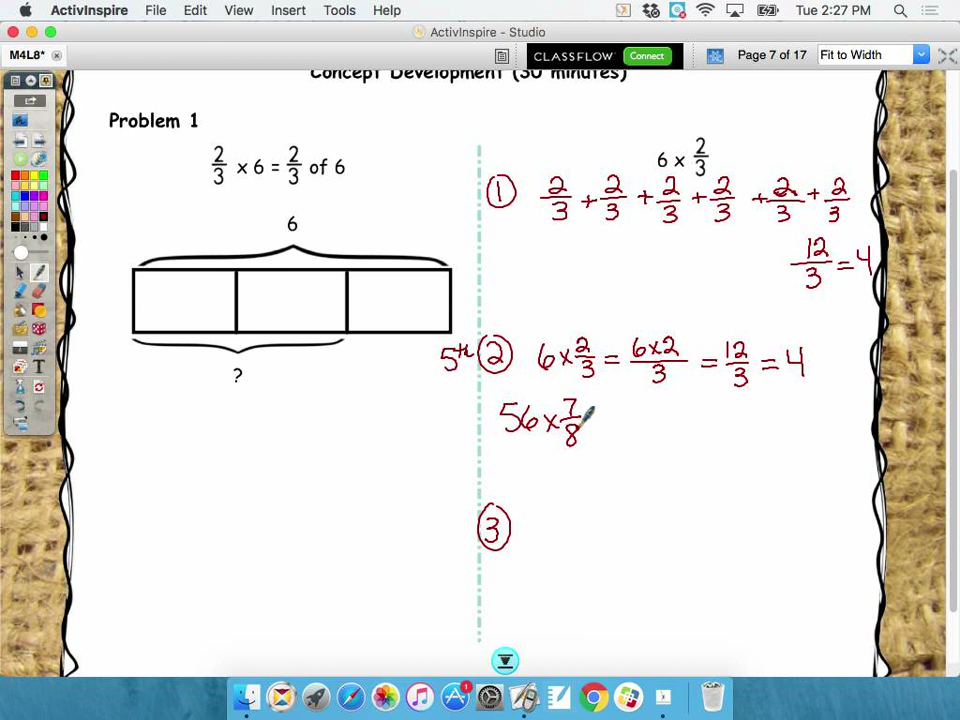 ActivInspire File Edit View Insert Tools Help Tue 2:27 PM
ActivInspire - Studio
M4L8* CLASSFLOW Connect Page 7 of 17 Fit to Width
Concept Development (30 minutes)
Problem 1
2/3 x 6 = 2/3 of 6
6
?
6 x 2/3
① 2/3 + 2/3 + 2/3 + 2/3 + 2/3 + 2/3
12/3 = 4
5th ② 6 x 2/3 = 6x2/3 = 12/3 = 4
56 x 7/8
③
T
1